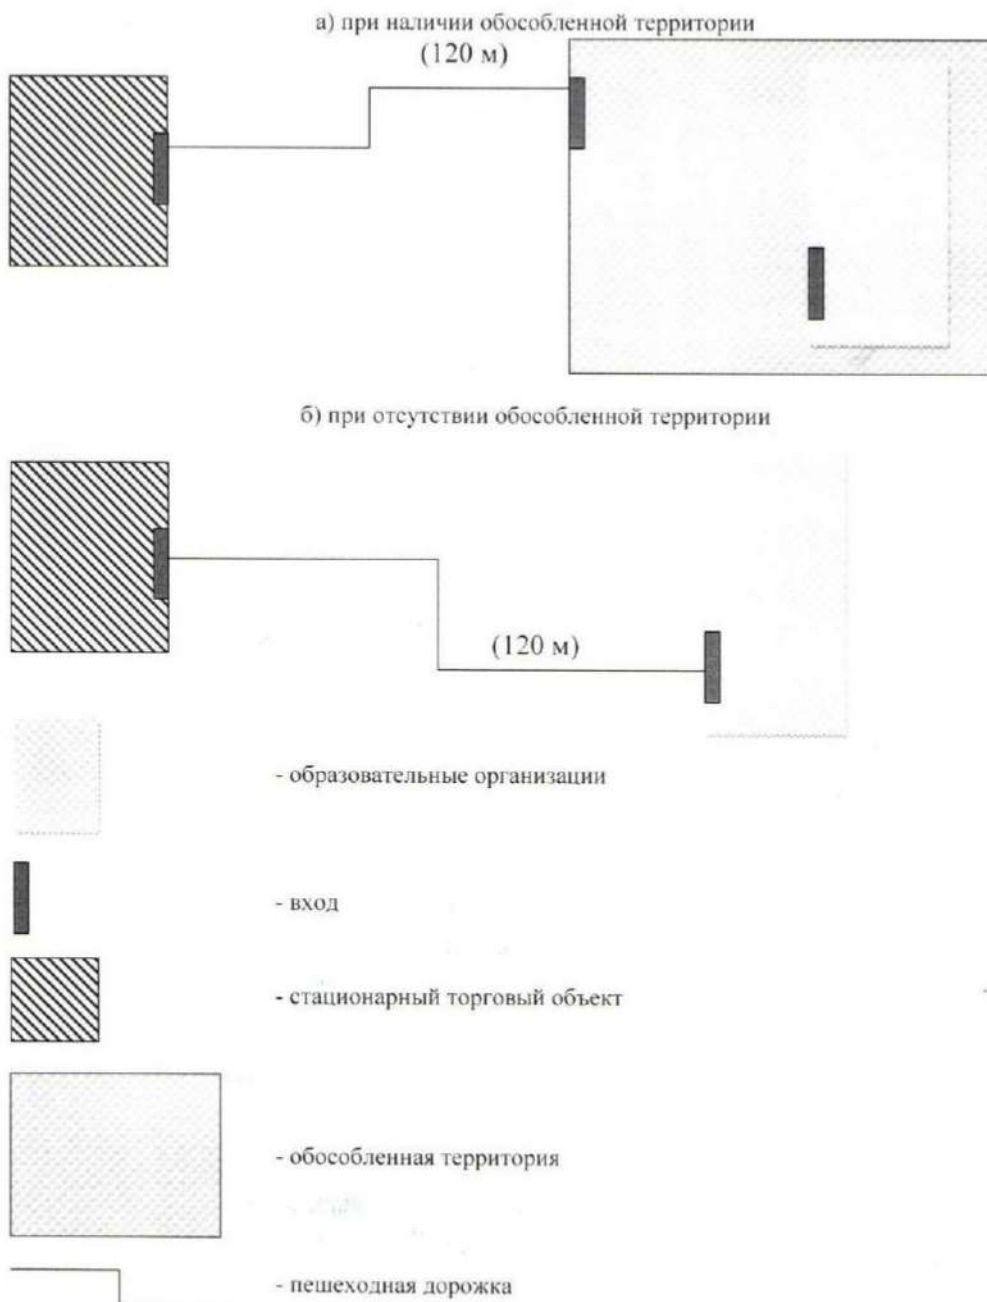 а) при наличии обособленной территории
(120 м)
б) при отсутствии обособленной территории
(120 м)
- образовательные организации
- вход
- стационарный торговый объект
- обособленная территория
- пешеходная дорожка